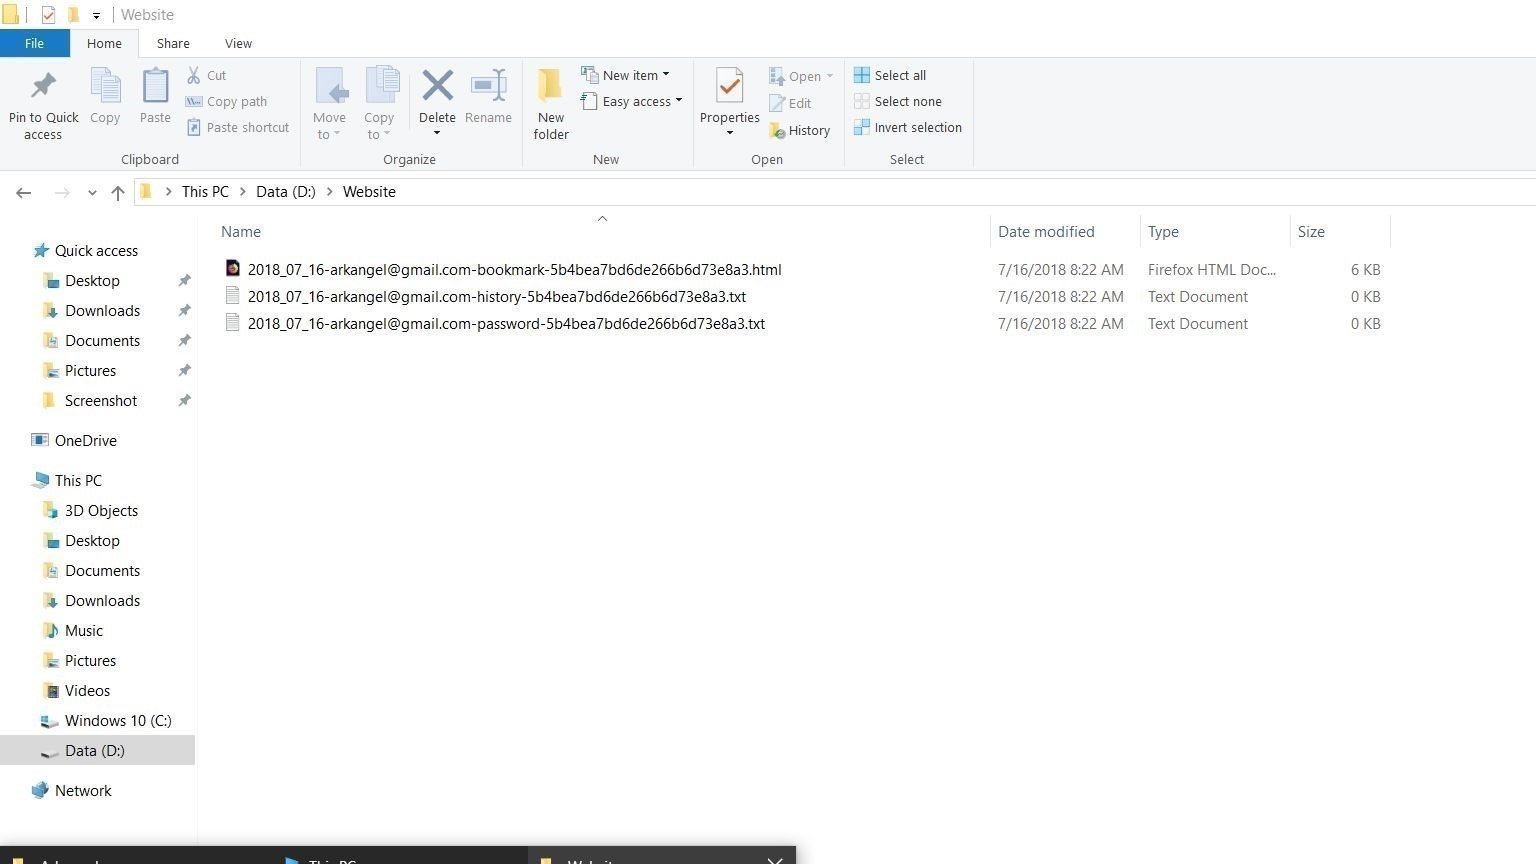 Website
File Home Share View
Pin to Quick access
Copy
Paste
Cut
Copy path
Paste shortcut
Clipboard
Move to
Copy to
Delete
Rename
Organize
New folder
New item
Easy access
New
Properties
Open
Edit
History
Open
Select all
Select none
Invert selection
Select
This PC > Data (D:) > Website
Name Date modified Type Size
2018_07_16-arkangel@gmail.com-bookmark-5b4bea7bd6de266b6d73e8a3.html 7/16/2018 8:22 AM Firefox HTML Doc... 6 KB
2018_07_16-arkangel@gmail.com-history-5b4bea7bd6de266b6d73e8a3.txt 7/16/2018 8:22 AM Text Document 0 KB
2018_07_16-arkangel@gmail.com-password-5b4bea7bd6de266b6d73e8a3.txt 7/16/2018 8:22 AM Text Document 0 KB
Quick access
Desktop
Downloads
Documents
Pictures
Screenshot
OneDrive
This PC
3D Objects
Desktop
Documents
Downloads
Music
Pictures
Videos
Windows 10 (C:)
Data (D:)
Network
This PC